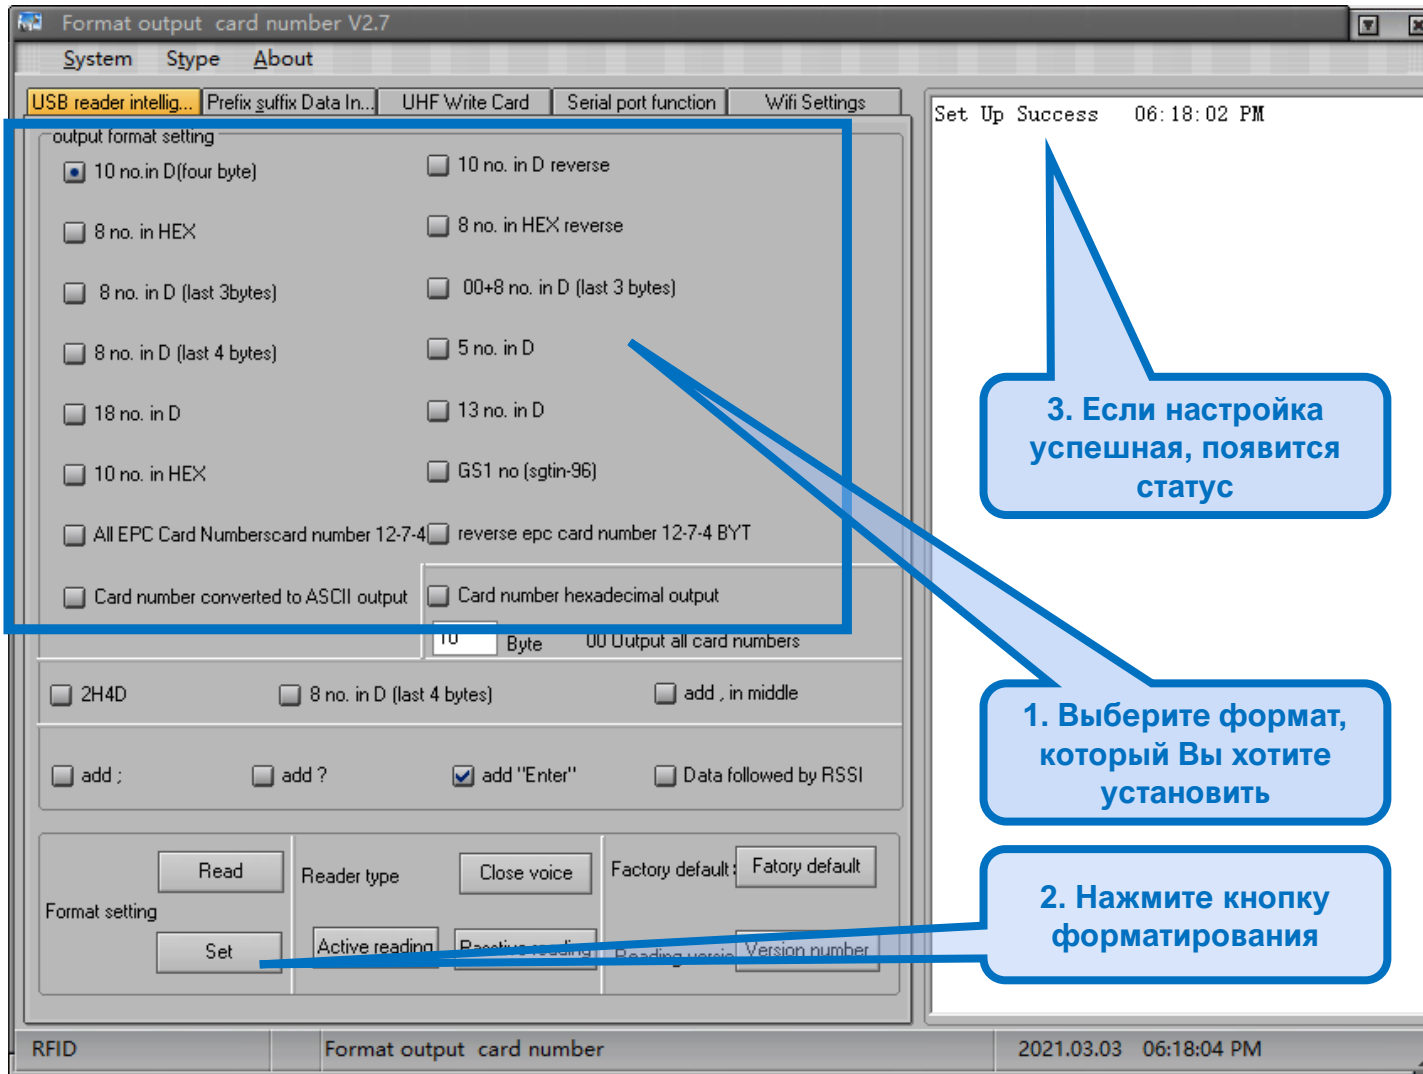 Format output card number V2.7
System Stype About
USB reader intellig... Prefix suffix Data In... UHF Write Card Serial port function Wifi Settings
Set Up Success 06:18:02 PM
output format setting
10 no.in D(four byte) 10 no. in D reverse
8 no. in HEX 8 no. in HEX reverse
8 no. in D (last 3bytes) 00+8 no. in D (last 3 bytes)
8 no. in D (last 4 bytes) 5 no. in D
18 no. in D 13 no. in D
10 no. in HEX GS1 no (sgtin-96)
All EPC Card Numberscard number 12-7-4 reverse epc card number 12-7-4 BYT
Card number converted to ASCII output Card number hexadecimal output
10 Byte 00 Output all card numbers
2H4D 8 no. in D (last 4 bytes) add , in middle
add ; add ? add "Enter" Data followed by RSSI
Read Reader type Close voice Factory default: Fatory default
Format setting
Set Active reading reading Reading Version number
3. Если настройка
успешная, появится
статус
1. Выберите формат,
который Вы хотите
установить
2. Нажмите кнопку
форматирования
RFID Format output card number 2021.03.03 06:18:04 PM